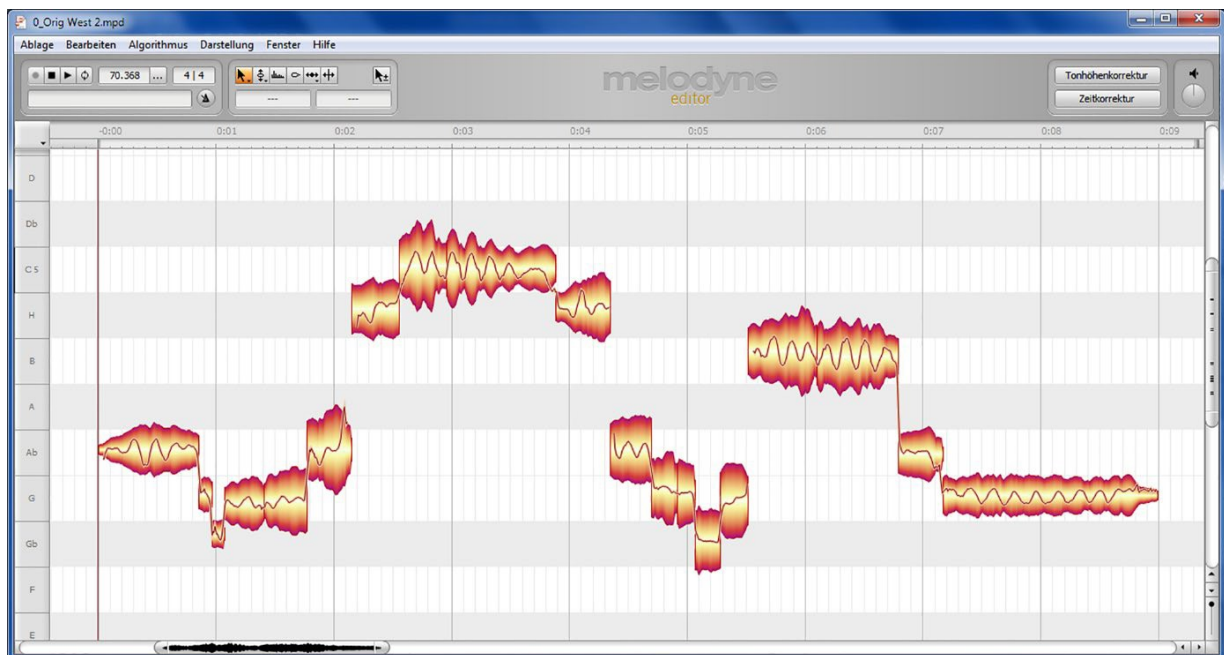 0_Orig West 2.mpd
Ablage Bearbeiten Algorithmus Darstellung Fenster Hilfe
70.368 ... 4|4
--- ---
melodyne
editor
Tonhöhenkorrektur
Zeitkorrektur
-0:00 0:01 0:02 0:03 0:04 0:05 0:06 0:07 0:08 0:09
D
Db
C 5
H
B
A
Ab
G
Gb
F
E